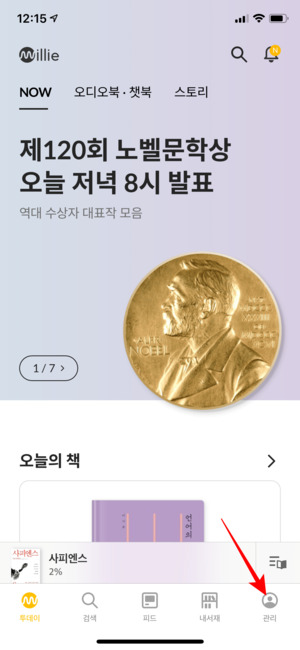 12:15
millie
N
NOW
오디오북 · 챗북
스토리
제120회 노벨문학상
오늘 저녁 8시 발표
역대 수상자 대표작 모음
NOBEL
1 / 7 >
오늘의 책
사피엔스
사피엔스
2%
투데이
검색
피드
내서재
관리